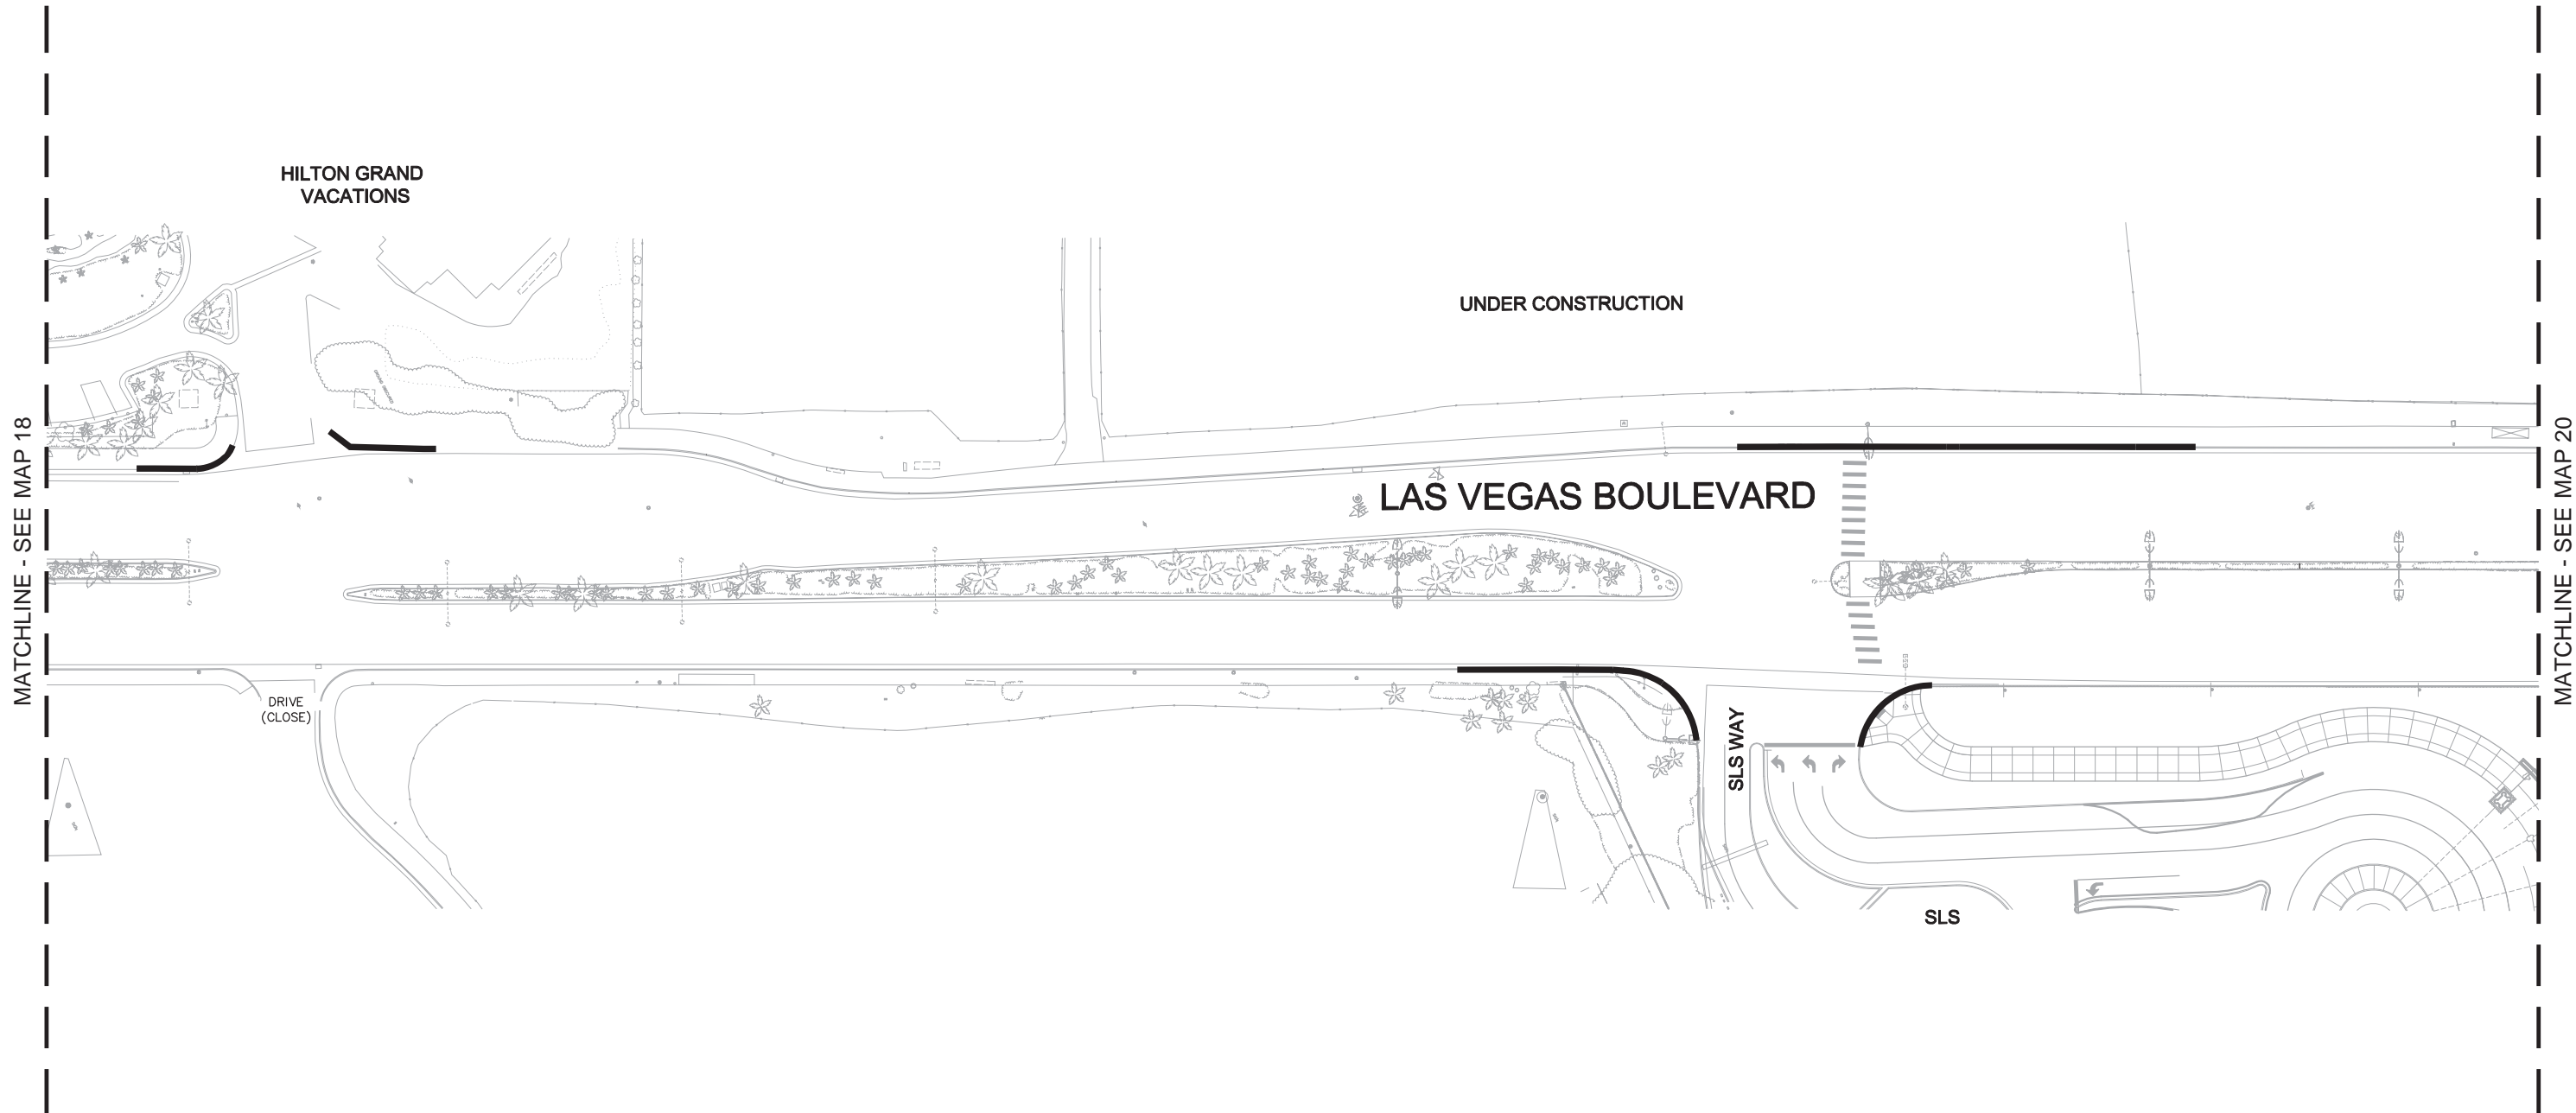 HILTON GRAND
VACATIONS
UNDER CONSTRUCTION
MATCHLINE - SEE MAP 18
LAS VEGAS BOULEVARD
MATCHLINE - SEE MAP 20
DRIVE
(CLOSE)
SLS WAY
SLS